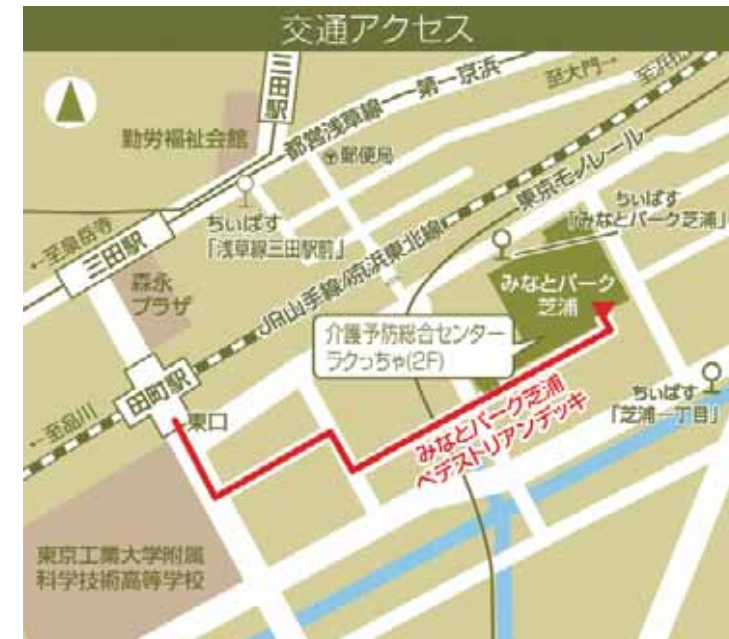 交通アクセス
三田駅
第一京浜
至大門→
至浜松
勤労福祉会館
都営浅草線
〒郵便局
東京モノレール
ちぃばす
「みなとパーク芝浦」
ちぃばす
「浅草線三田駅前」
←至泉岳寺
三田駅
JR山手線/京浜東北線
みなとパーク
芝浦
森永
プラザ
介護予防総合センター
ラクっちゃ(2F)
田町駅
東口
←至品川
みなとパーク芝浦
ペデストリアンデッキ
ちぃばす
「芝浦一丁目」
東京工業大学附属
科学技術高等学校